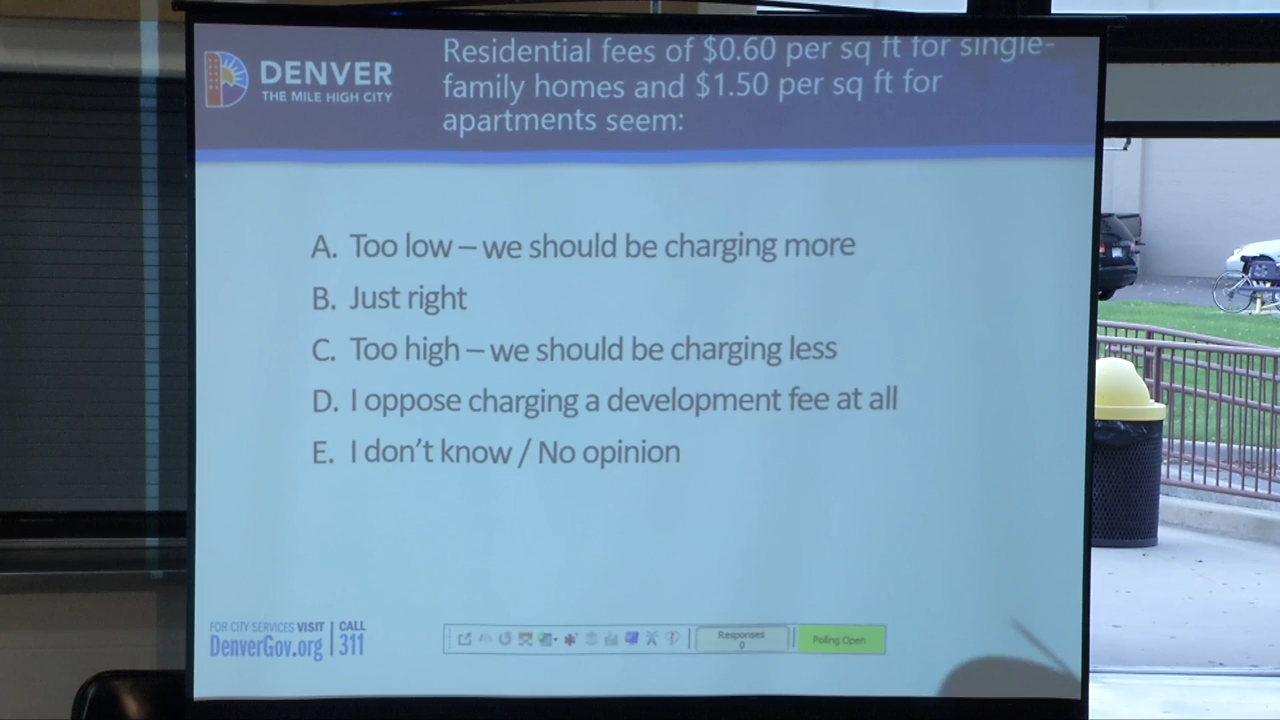 DENVER
THE MILE HIGH CITY
Residential fees of $0.60 per sq ft for single-
family homes and $1.50 per sq ft for
apartments seem:
A. Too low – we should be charging more
B. Just right
C. Too high – we should be charging less
D. I oppose charging a development fee at all
E. I don't know / No opinion
FOR CITY SERVICES VISIT
DenverGov.org
CALL
311
Responses
0
Polling Open